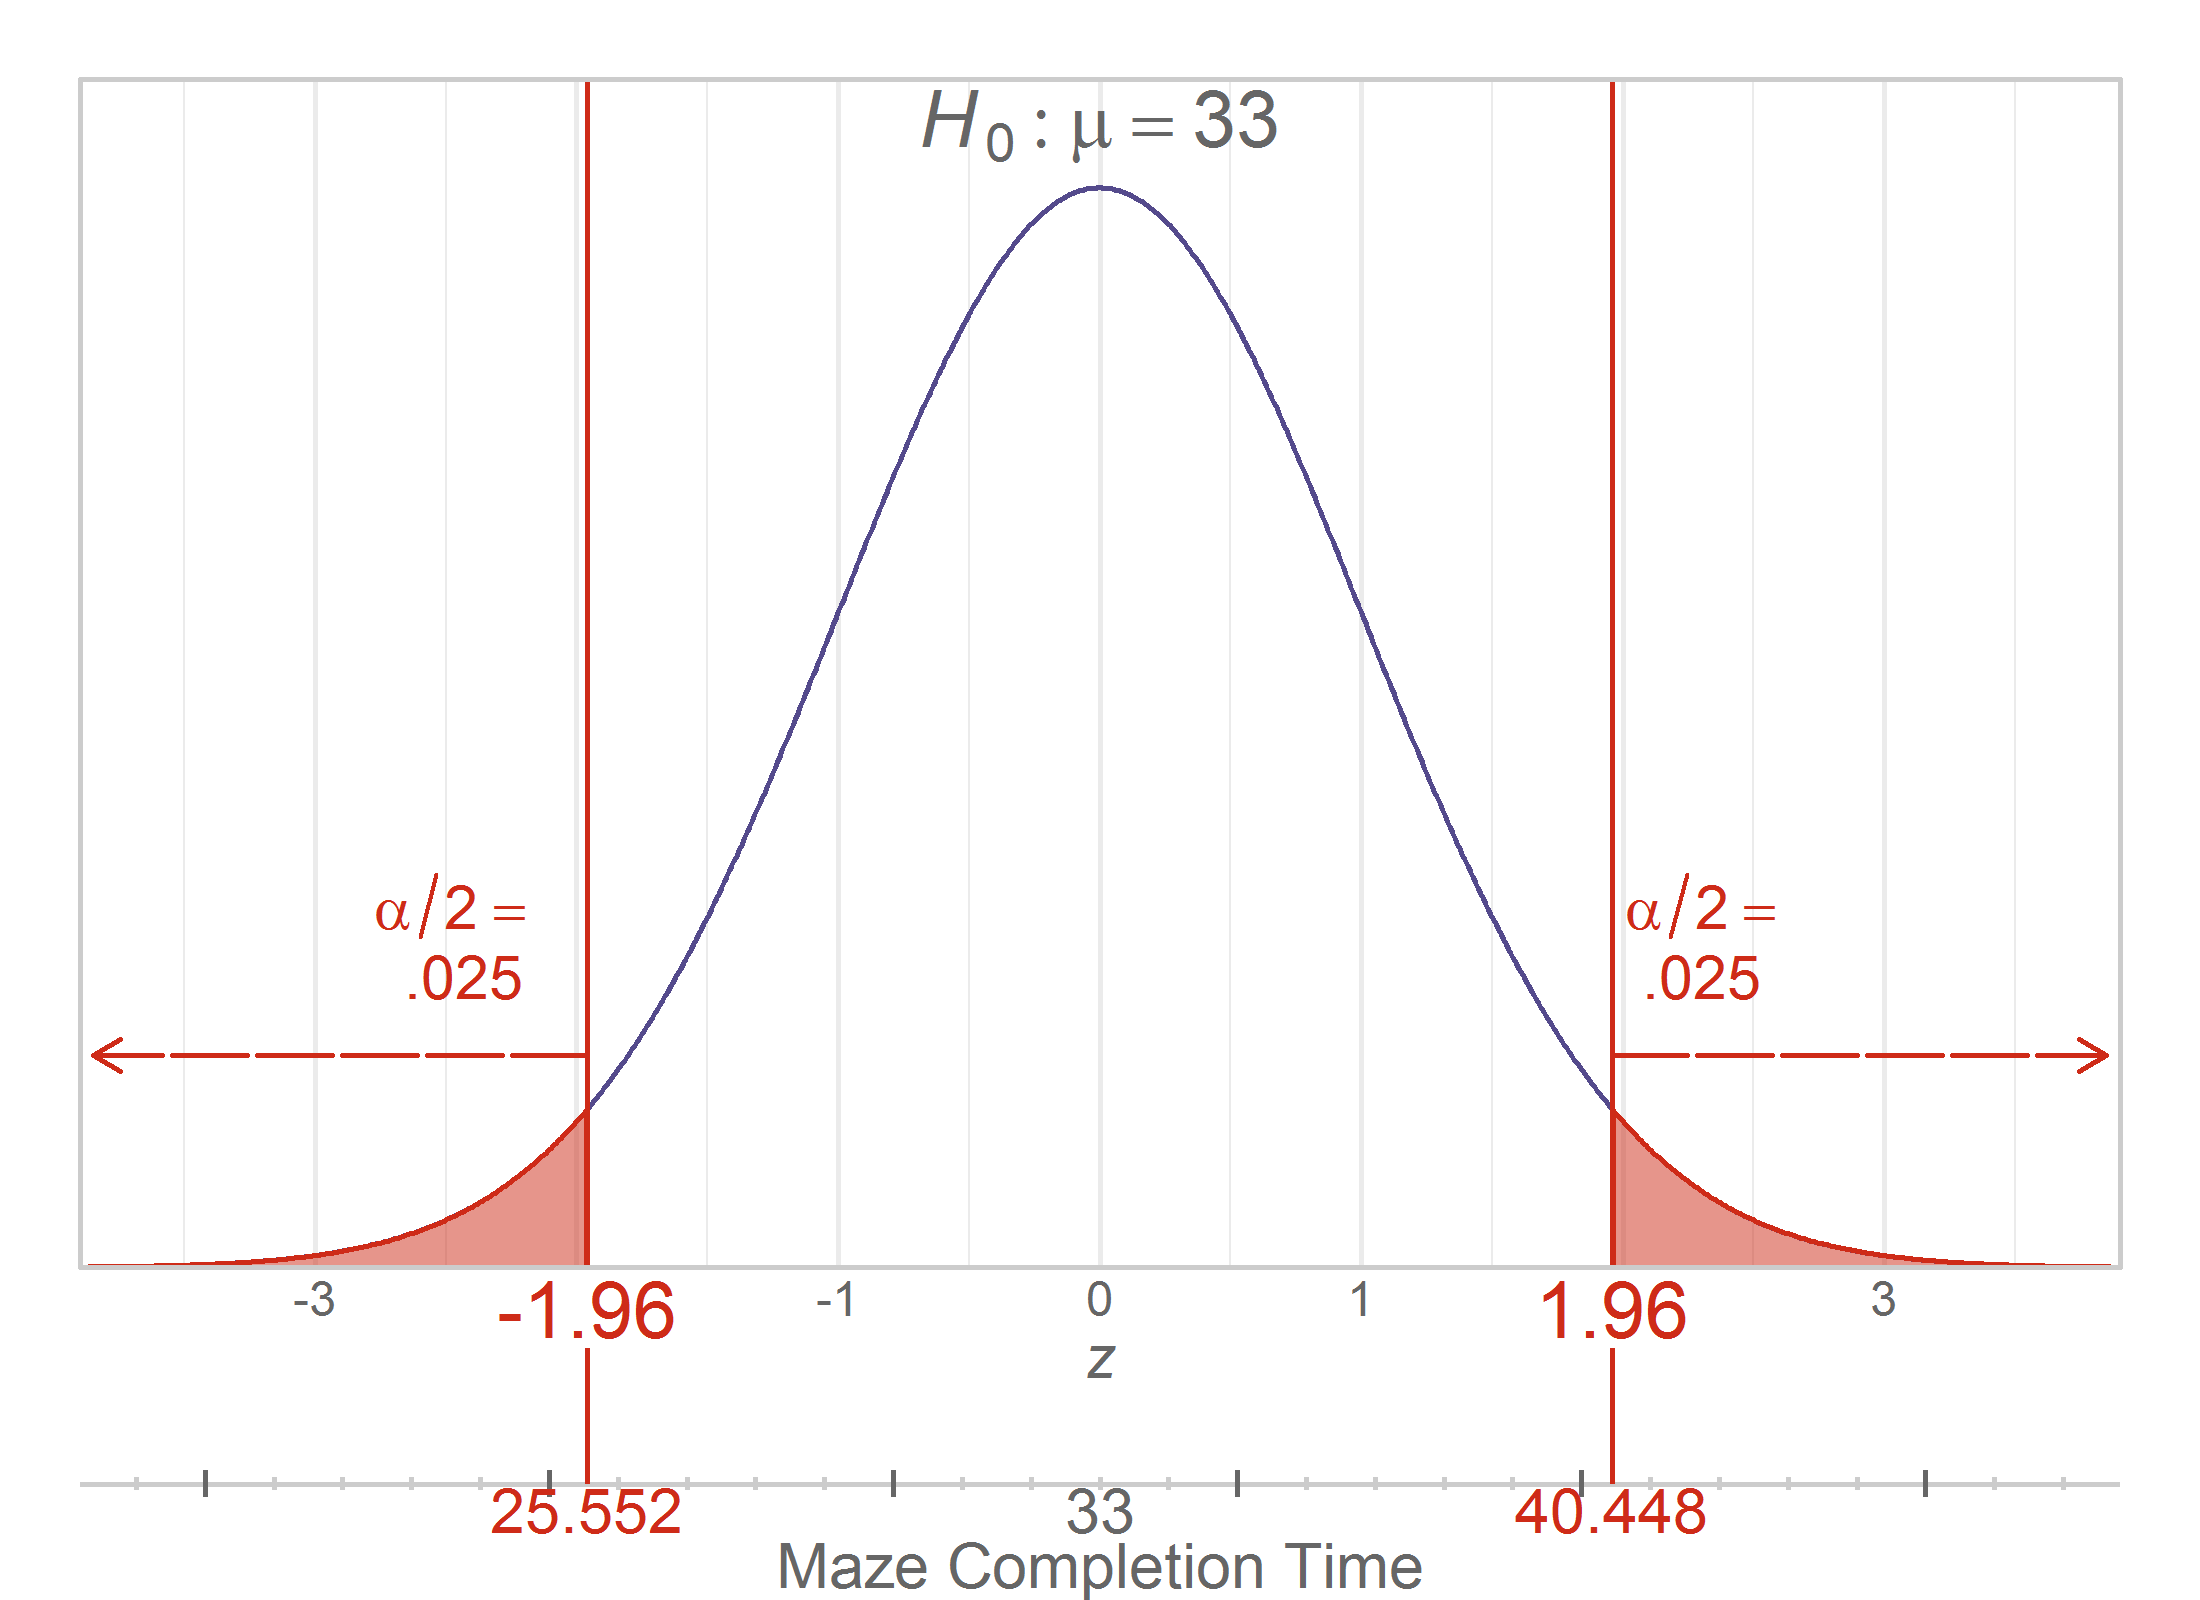 H₀ : μ = 33
α/2 = 
.025
α/2 = 
.025
-3 -1.96 -1 0 1 1.96 3
z
25.552 33 40.448
Maze Completion Time